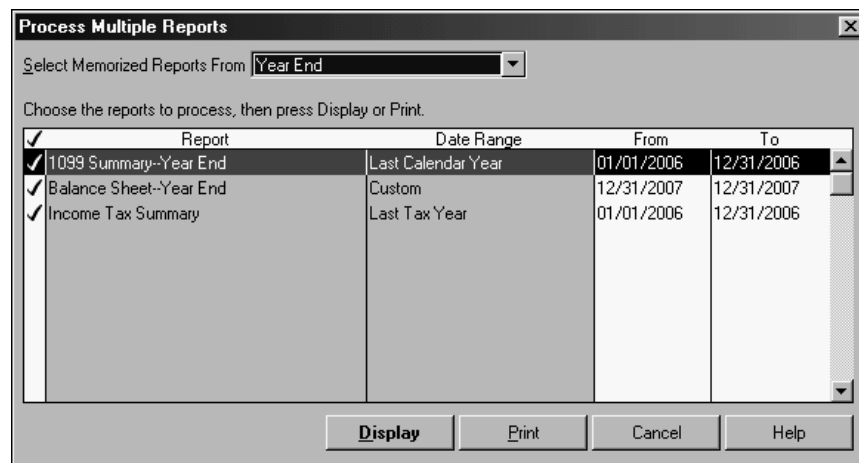 Process Multiple Reports
Select Memorized Reports From Year End
Choose the reports to process, then press Display or Print.
✓ Report Date Range From To
✓ 1099 Summary--Year End Last Calendar Year 01/01/2006 12/31/2006
✓ Balance Sheet--Year End Custom 12/31/2007 12/31/2007
✓ Income Tax Summary Last Tax Year 01/01/2006 12/31/2006
Display Print Cancel Help